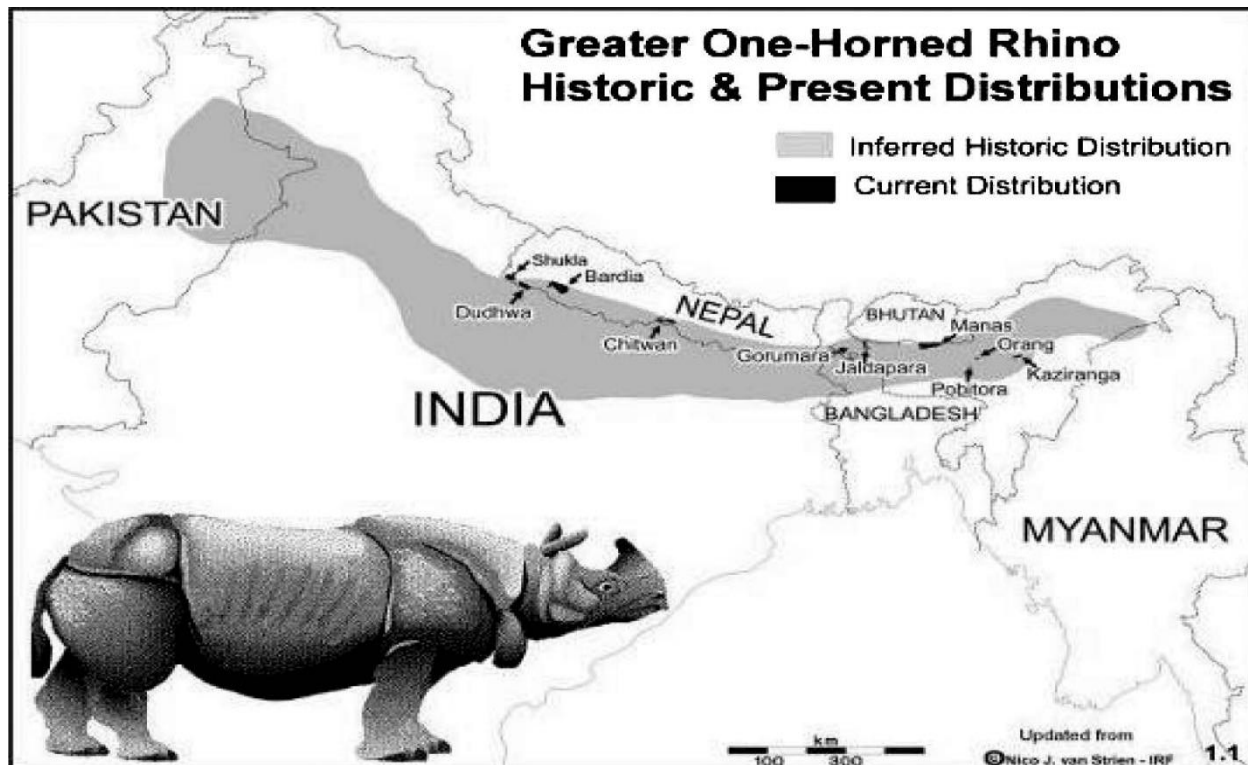 Greater One-Horned Rhino
Historic & Present Distributions
Inferred Historic Distribution
Current Distribution
PAKISTAN
Shukla
Bardia
Dudhwa
NEPAL
Chitwan
BHUTAN
Manas
Gorumara
Orang
Jaldapara
Kaziranga
Pobitora
INDIA
BANGLADESH
MYANMAR
km
100 300
Updated from
© Nico J. van Strien - IRF
1.1